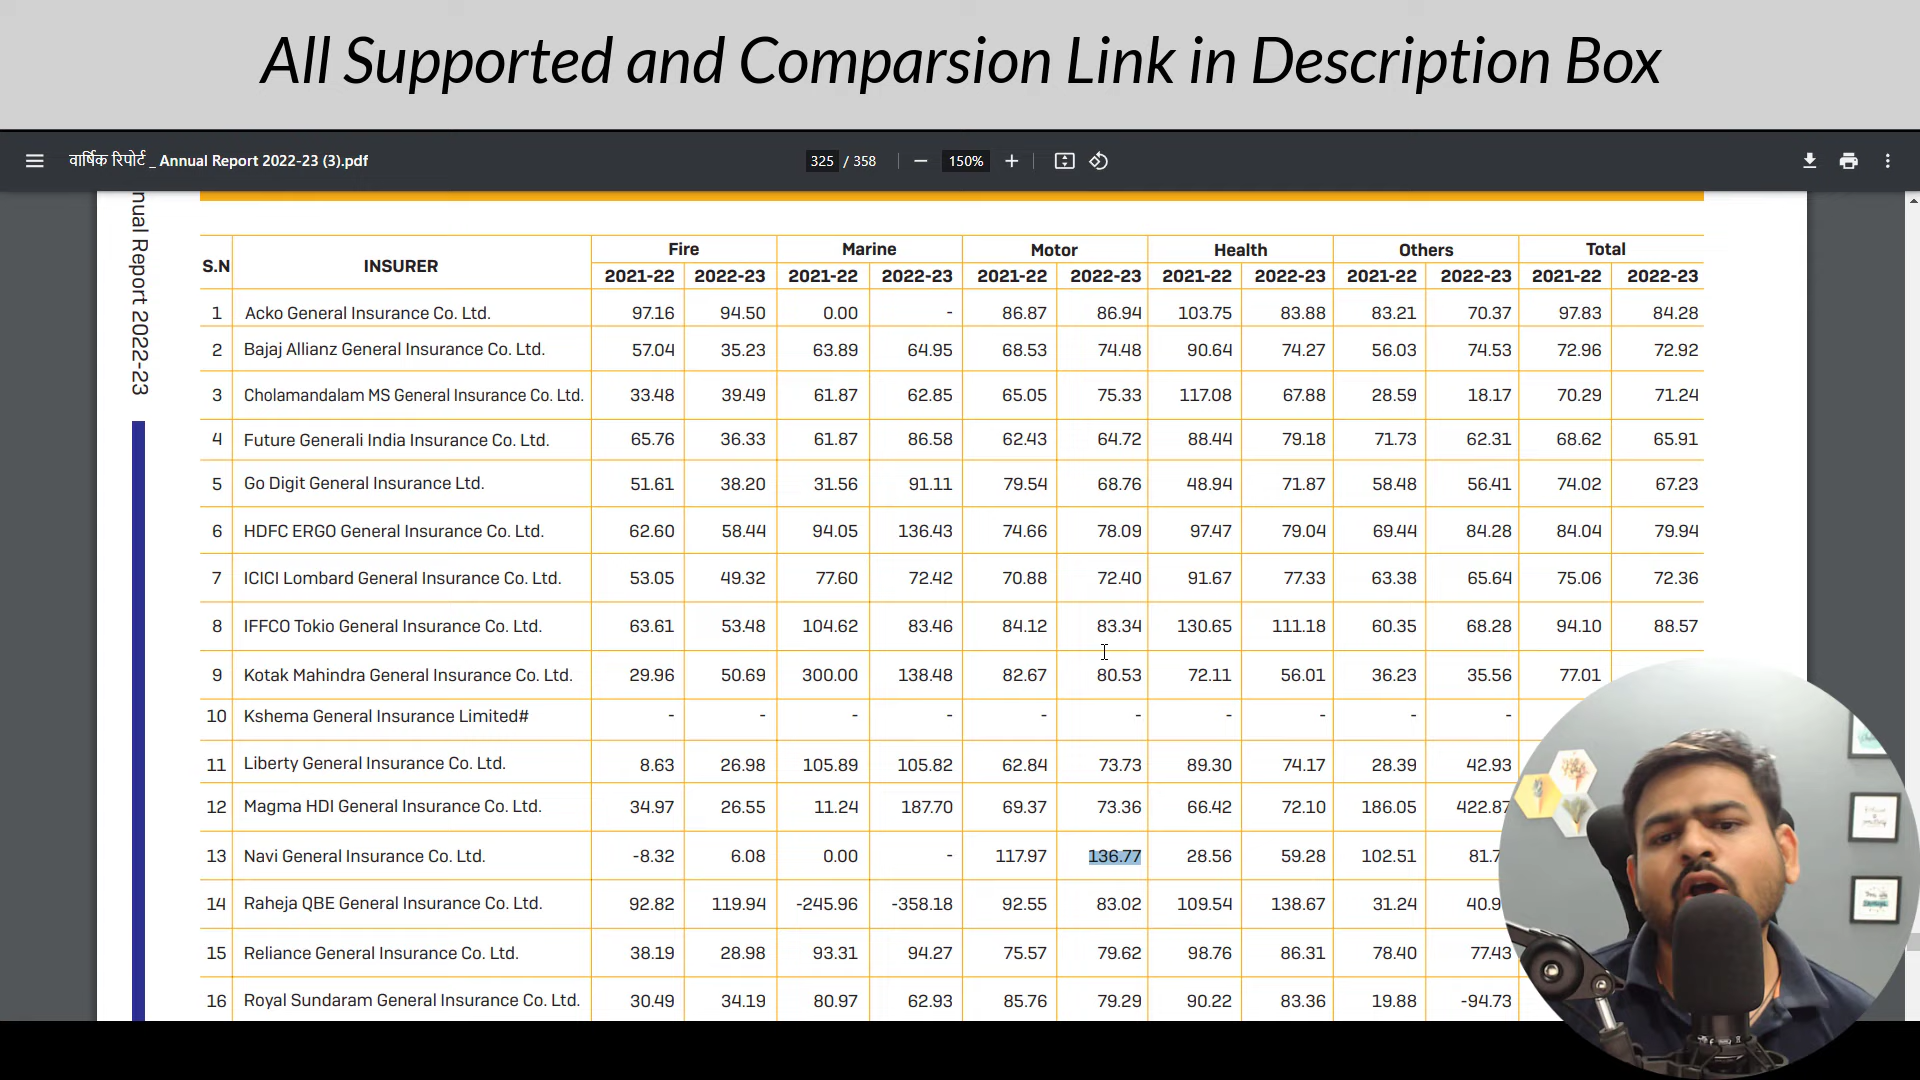 All Supported and Comparsion Link in Description Box
वार्षिक रिपोर्ट _ Annual Report 2022-23 (3).pdf
325 / 358
150%
nual Report 2022-23
S.N INSURER Fire Marine Motor Health Others Total
2021-22 2022-23 2021-22 2022-23 2021-22 2022-23 2021-22 2022-23 2021-22 2022-23 2021-22 2022-23
1 Acko General Insurance Co. Ltd. 97.16 94.50 0.00 - 86.87 86.94 103.75 83.88 83.21 70.37 97.83 84.28
2 Bajaj Allianz General Insurance Co. Ltd. 57.04 35.23 63.89 64.95 68.53 74.48 90.64 74.27 56.03 74.53 72.96 72.92
3 Cholamandalam MS General Insurance Co. Ltd. 33.48 39.49 61.87 62.85 65.05 75.33 117.08 67.88 28.59 18.17 70.29 71.24
4 Future Generali India Insurance Co. Ltd. 65.76 36.33 61.87 86.58 62.43 64.72 88.44 79.18 71.73 62.31 68.62 65.91
5 Go Digit General Insurance Ltd. 51.61 38.20 31.56 91.11 79.54 68.76 48.94 71.87 58.48 56.41 74.02 67.23
6 HDFC ERGO General Insurance Co. Ltd. 62.60 58.44 94.05 136.43 74.66 78.09 97.47 79.04 69.44 84.28 84.04 79.94
7 ICICI Lombard General Insurance Co. Ltd. 53.05 49.32 77.60 72.42 70.88 72.40 91.67 77.33 63.38 65.64 75.06 72.36
8 IFFCO Tokio General Insurance Co. Ltd. 63.61 53.48 104.62 83.46 84.12 83.34 130.65 111.18 60.35 68.28 94.10 88.57
9 Kotak Mahindra General Insurance Co. Ltd. 29.96 50.69 300.00 138.48 82.67 80.53 72.11 56.01 36.23 35.56 77.01
10 Kshema General Insurance Limited# - - - - - - - - - -
11 Liberty General Insurance Co. Ltd. 8.63 26.98 105.89 105.82 62.84 73.73 89.30 74.17 28.39 42.93
12 Magma HDI General Insurance Co. Ltd. 34.97 26.55 11.24 187.70 69.37 73.36 66.42 72.10 186.05 422.87
13 Navi General Insurance Co. Ltd. -8.32 6.08 0.00 - 117.97 136.77 28.56 59.28 102.51 81.7
14 Raheja QBE General Insurance Co. Ltd. 92.82 119.94 -245.96 -358.18 92.55 83.02 109.54 138.67 31.24 40.9
15 Reliance General Insurance Co. Ltd. 38.19 28.98 93.31 94.27 75.57 79.62 98.76 86.31 78.40 77.43
16 Royal Sundaram General Insurance Co. Ltd. 30.49 34.19 80.97 62.93 85.76 79.29 90.22 83.36 19.88 -94.73